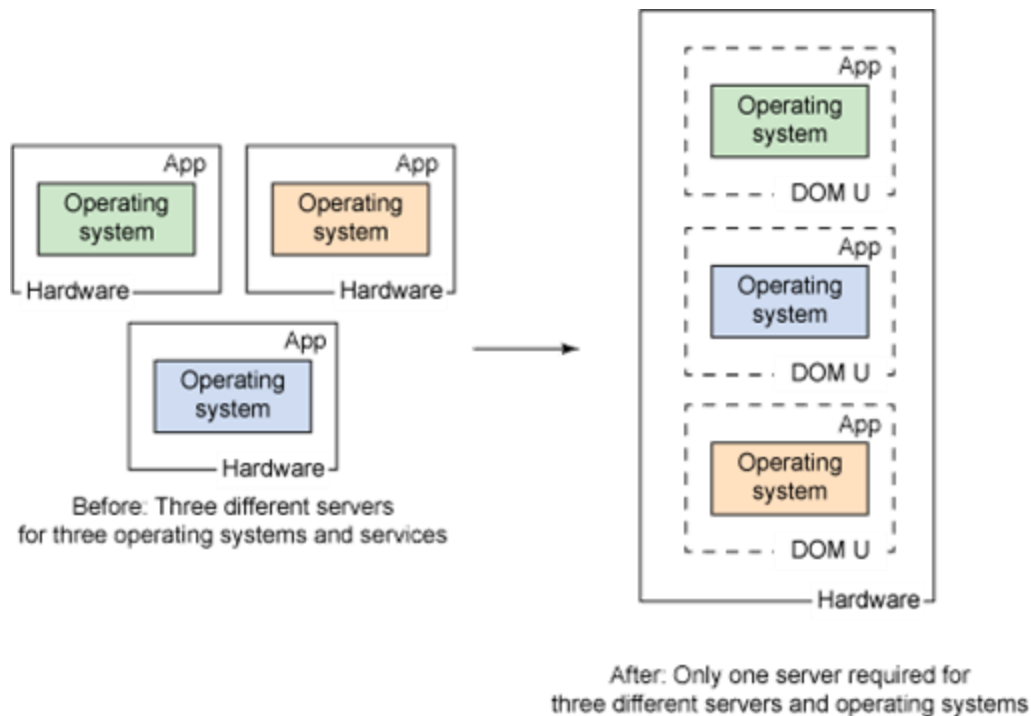 App
Operating
system
Hardware
App
Operating
system
Hardware
App
Operating
system
Hardware
Before: Three different servers
for three operating systems and services
App
Operating
system
DOM U
App
Operating
system
DOM U
App
Operating
system
DOM U
Hardware
After: Only one server required for
three different servers and operating systems